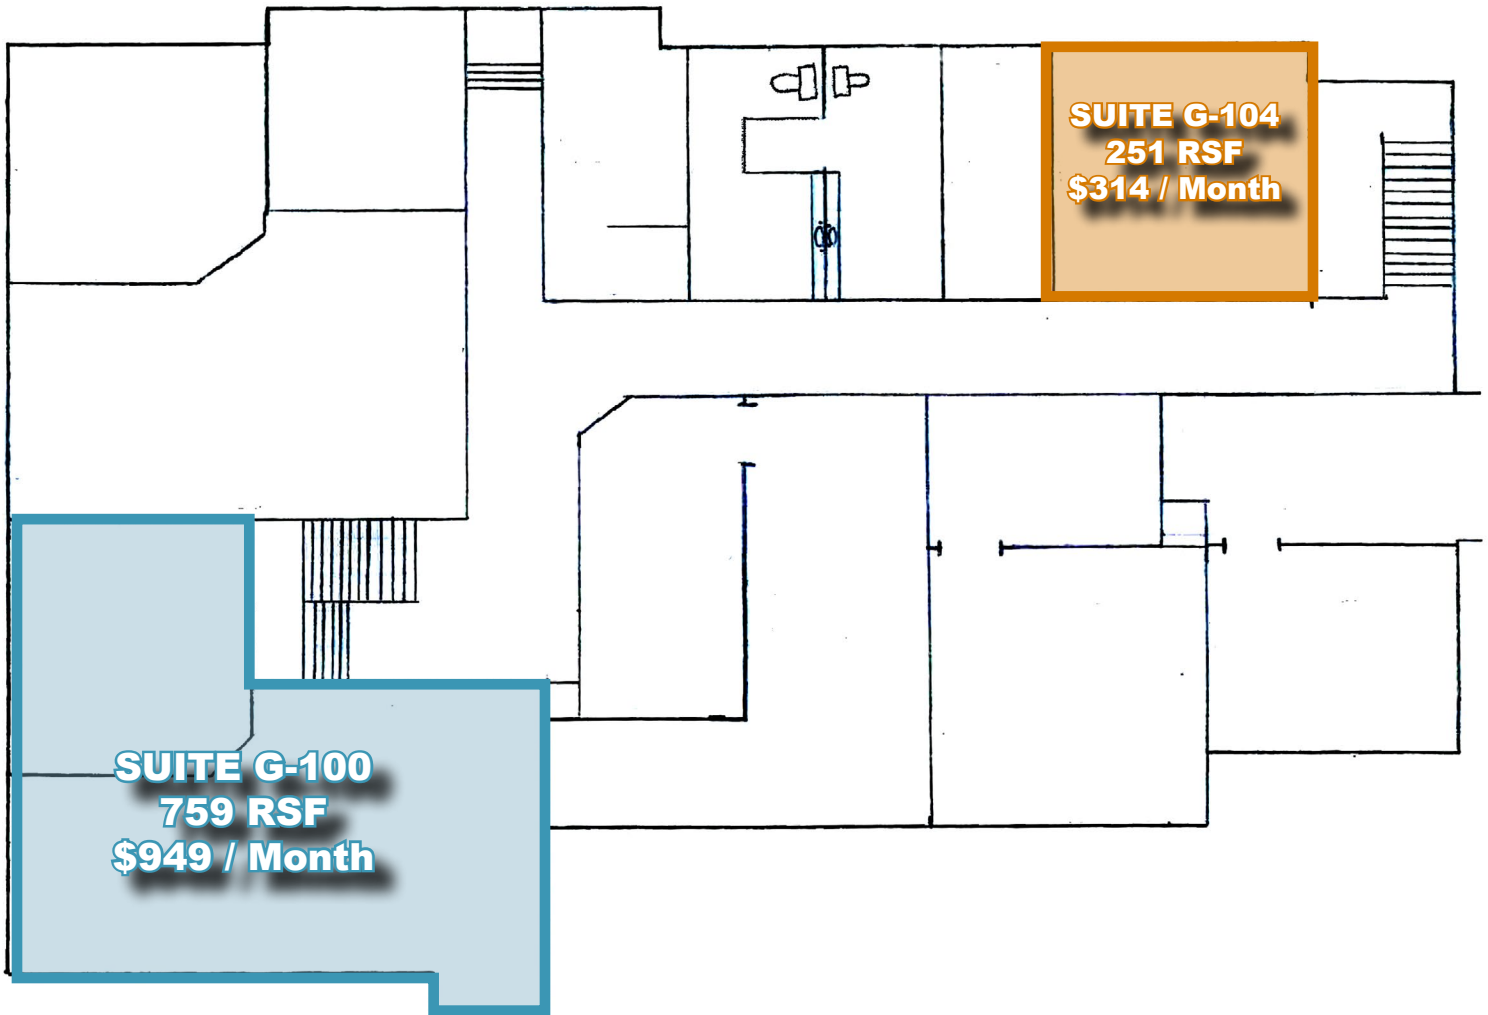 SUITE G-104
251 RSF
$314 / Month
SUITE G-100
759 RSF
$949 / Month